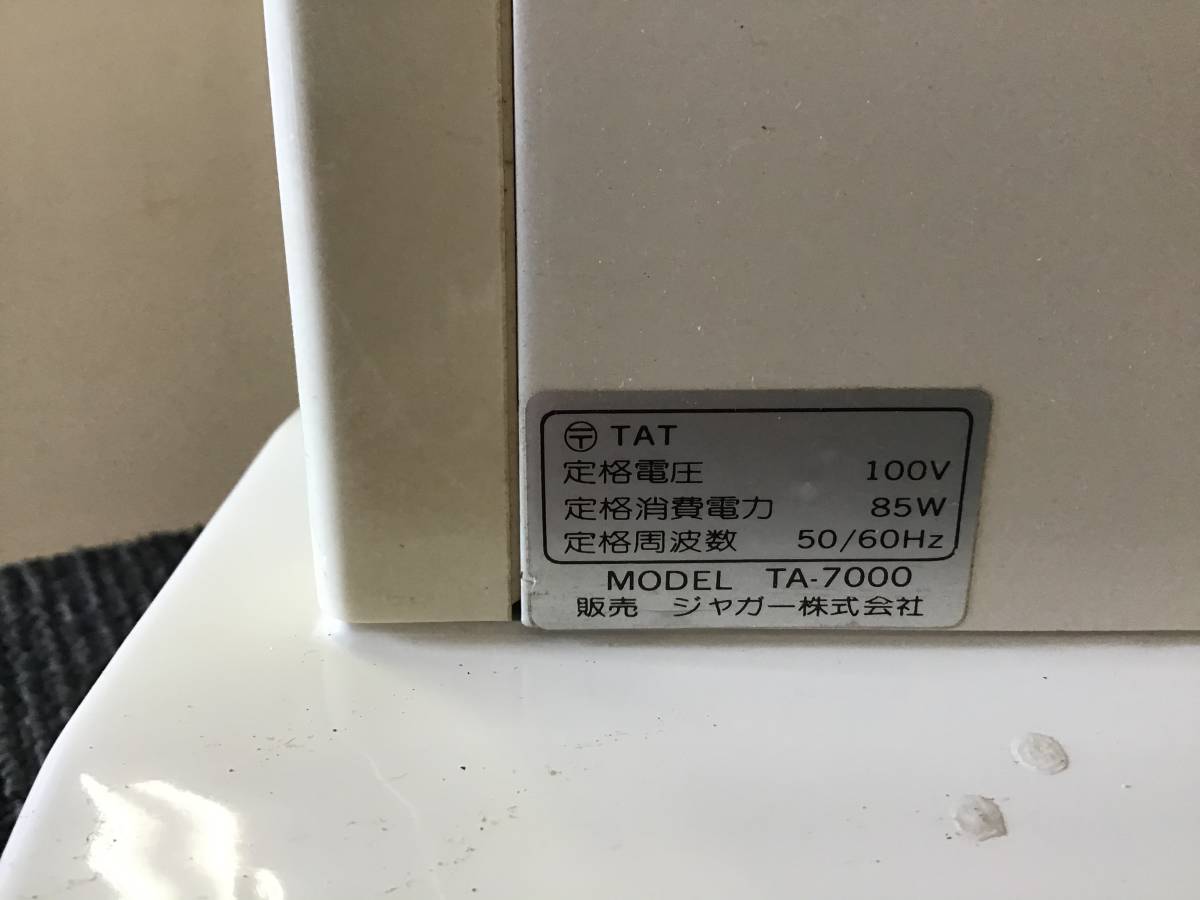 〶 TAT
定格電圧 100V
定格消費電力 85W
定格周波数 50/60Hz
MODEL TA-7000
販売 ジャガー株式会社